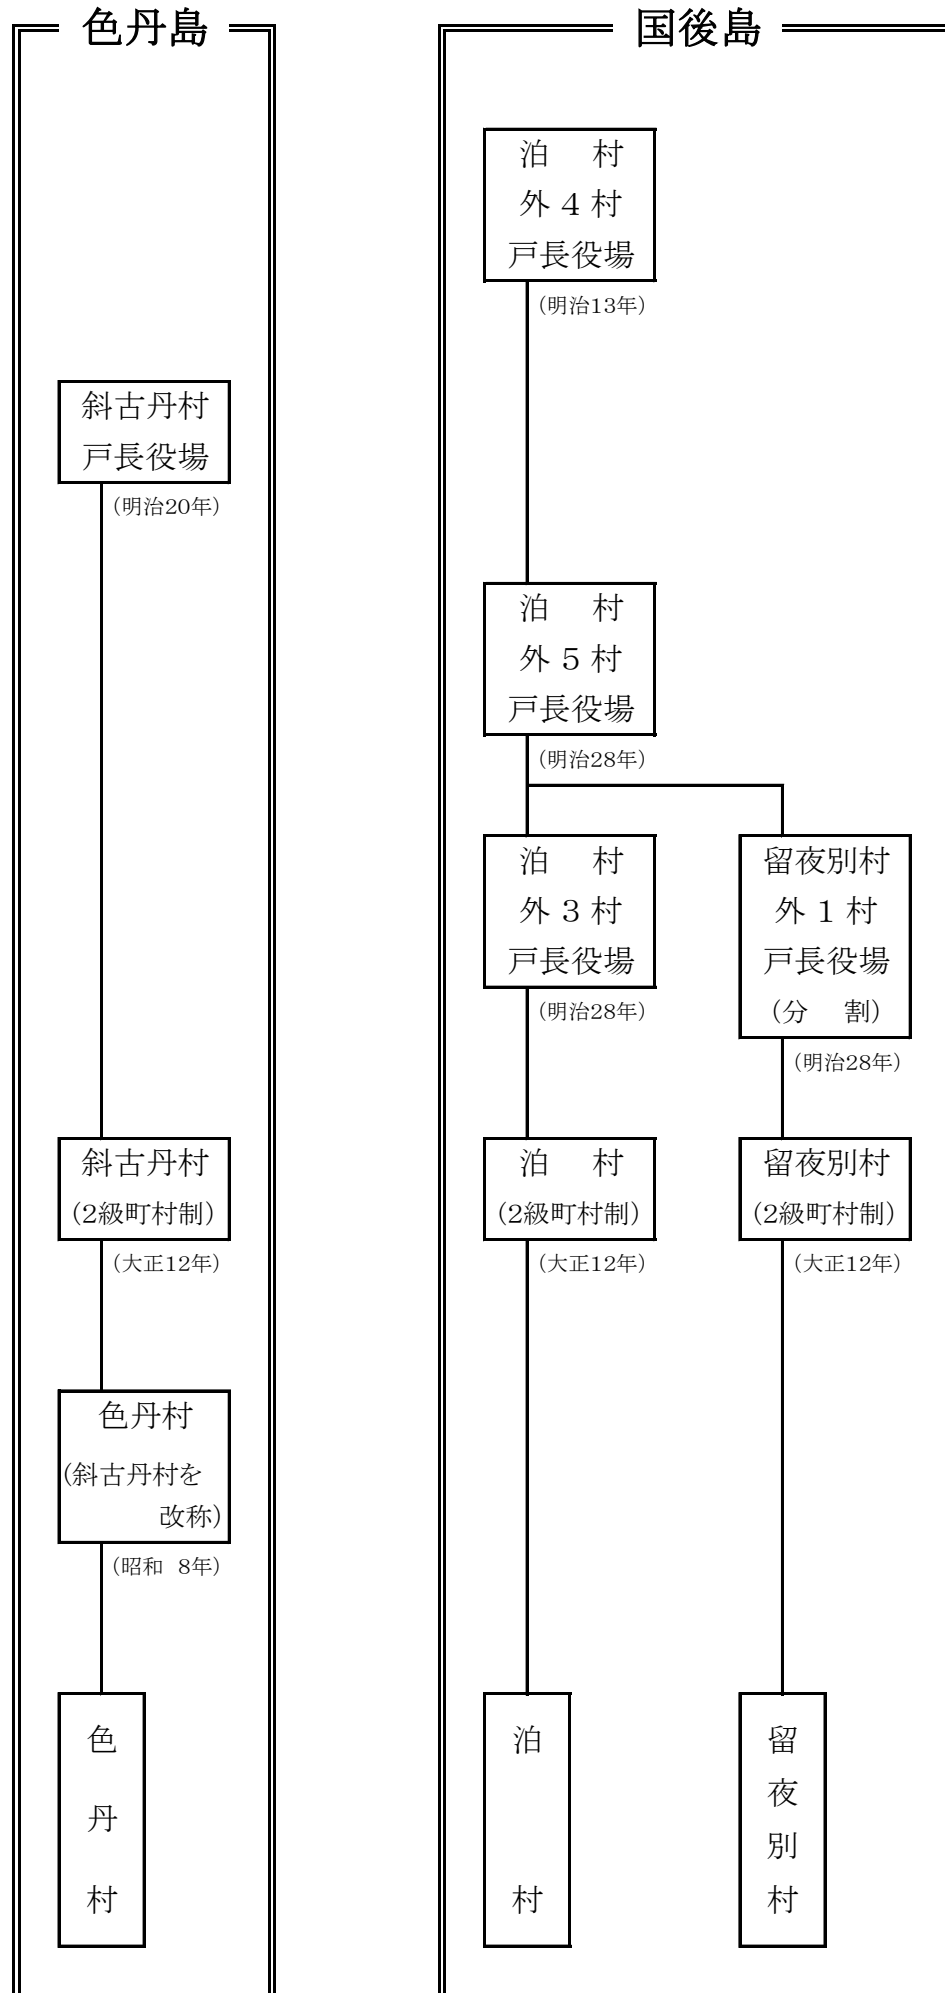 色丹島
斜古丹村
戸長役場
(明治20年)
斜古丹村
(2級町村制)
(大正12年)
色丹村
(斜古丹村を
改称)
(昭和 8年)
色丹村
国後島
泊 村
外 4 村
戸長役場
(明治13年)
泊 村
外 5 村
戸長役場
(明治28年)
泊 村
外 3 村
戸長役場
(明治28年)
留夜別村
外 1 村
戸長役場
(分 割)
(明治28年)
泊 村
(2級町村制)
(大正12年)
留夜別村
(2級町村制)
(大正12年)
泊村
留夜別村